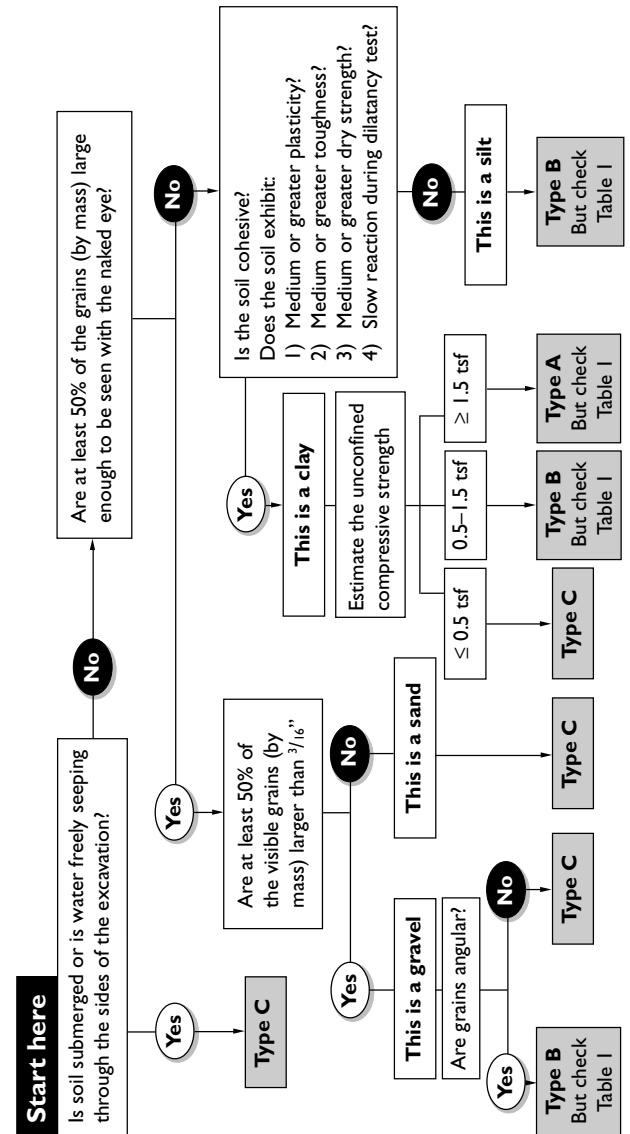 Start here
Is soil submerged or is water freely seeping
through the sides of the excavation?
No
Are at least 50% of the grains (by mass) large
enough to be seen with the naked eye?
Yes
Type C
Yes
No
Are at least 50% of
the visible grains (by
mass) larger than 3/16”
Is the soil cohesive?
Does the soil exhibit:
1) Medium or greater plasticity?
2) Medium or greater toughness?
3) Medium or greater dry strength?
4) Slow reaction during dilatancy test?
Yes
No
Yes
No
This is a gravel
Are grains angular?
This is a sand
This is a clay
Estimate the unconfined
compressive strength
This is a silt
Yes
No
≤ 0.5 tsf
0.5–1.5 tsf
≥ 1.5 tsf
Type B
But check
Table 1
Type C
Type C
Type C
Type B
But check
Table 1
Type A
But check
Table 1
Type B
But check
Table 1